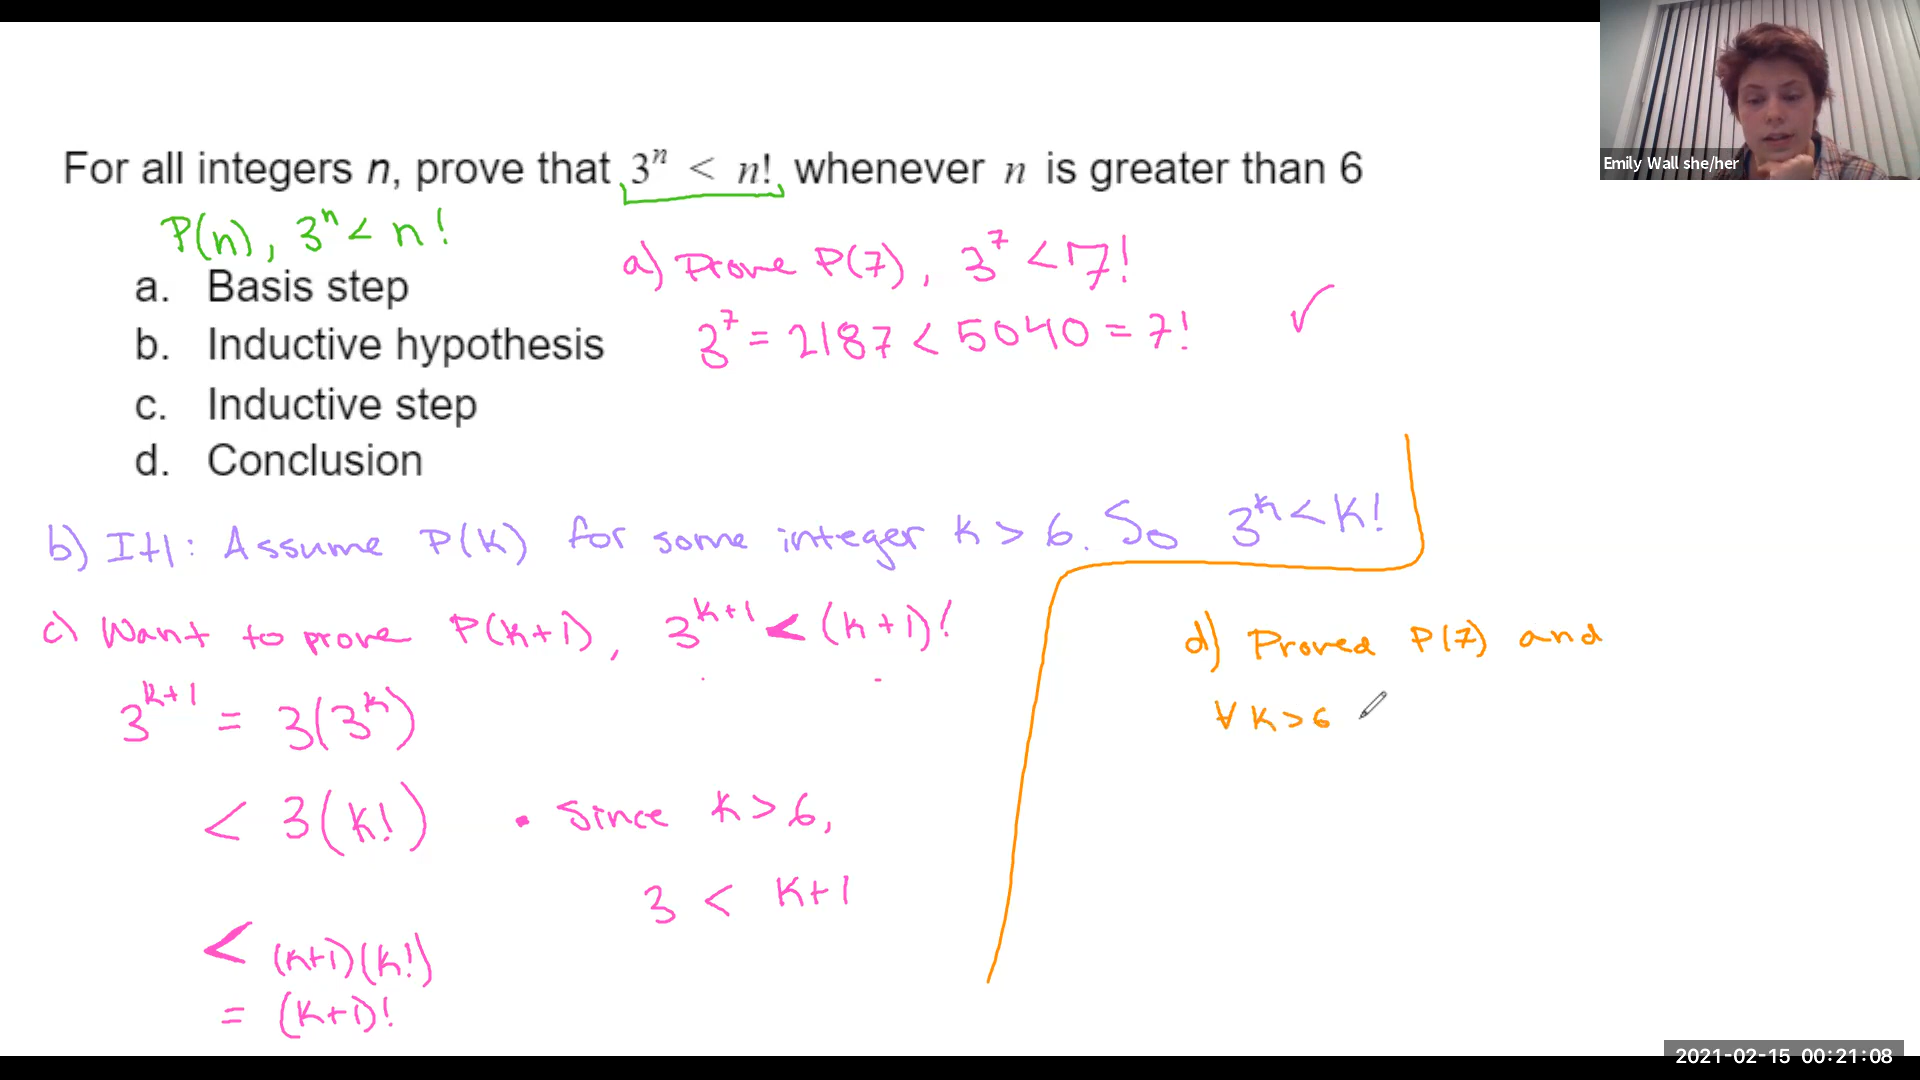 Emily Wall she/her
For all integers n, prove that 3ⁿ < n! whenever n is greater than 6
P(n), 3ⁿ < n!
a. Basis step
b. Inductive hypothesis
c. Inductive step
d. Conclusion
a) Prove P(7), 3⁷ < 7!
3⁷ = 2187 < 5040 = 7! ✓
b) IH: Assume P(k) for some integer k > 6. So 3ᵏ < k!
c) Want to prove P(k+1), 3ᵏ⁺¹ < (k+1)!
3ᵏ⁺¹ = 3(3ᵏ)
< 3(k!) • Since k > 6,
3 < k+1
< (k+1)(k!)
= (k+1)!
d) Proved P(7) and
∀ k > 6
2021-02-15 00:21:08